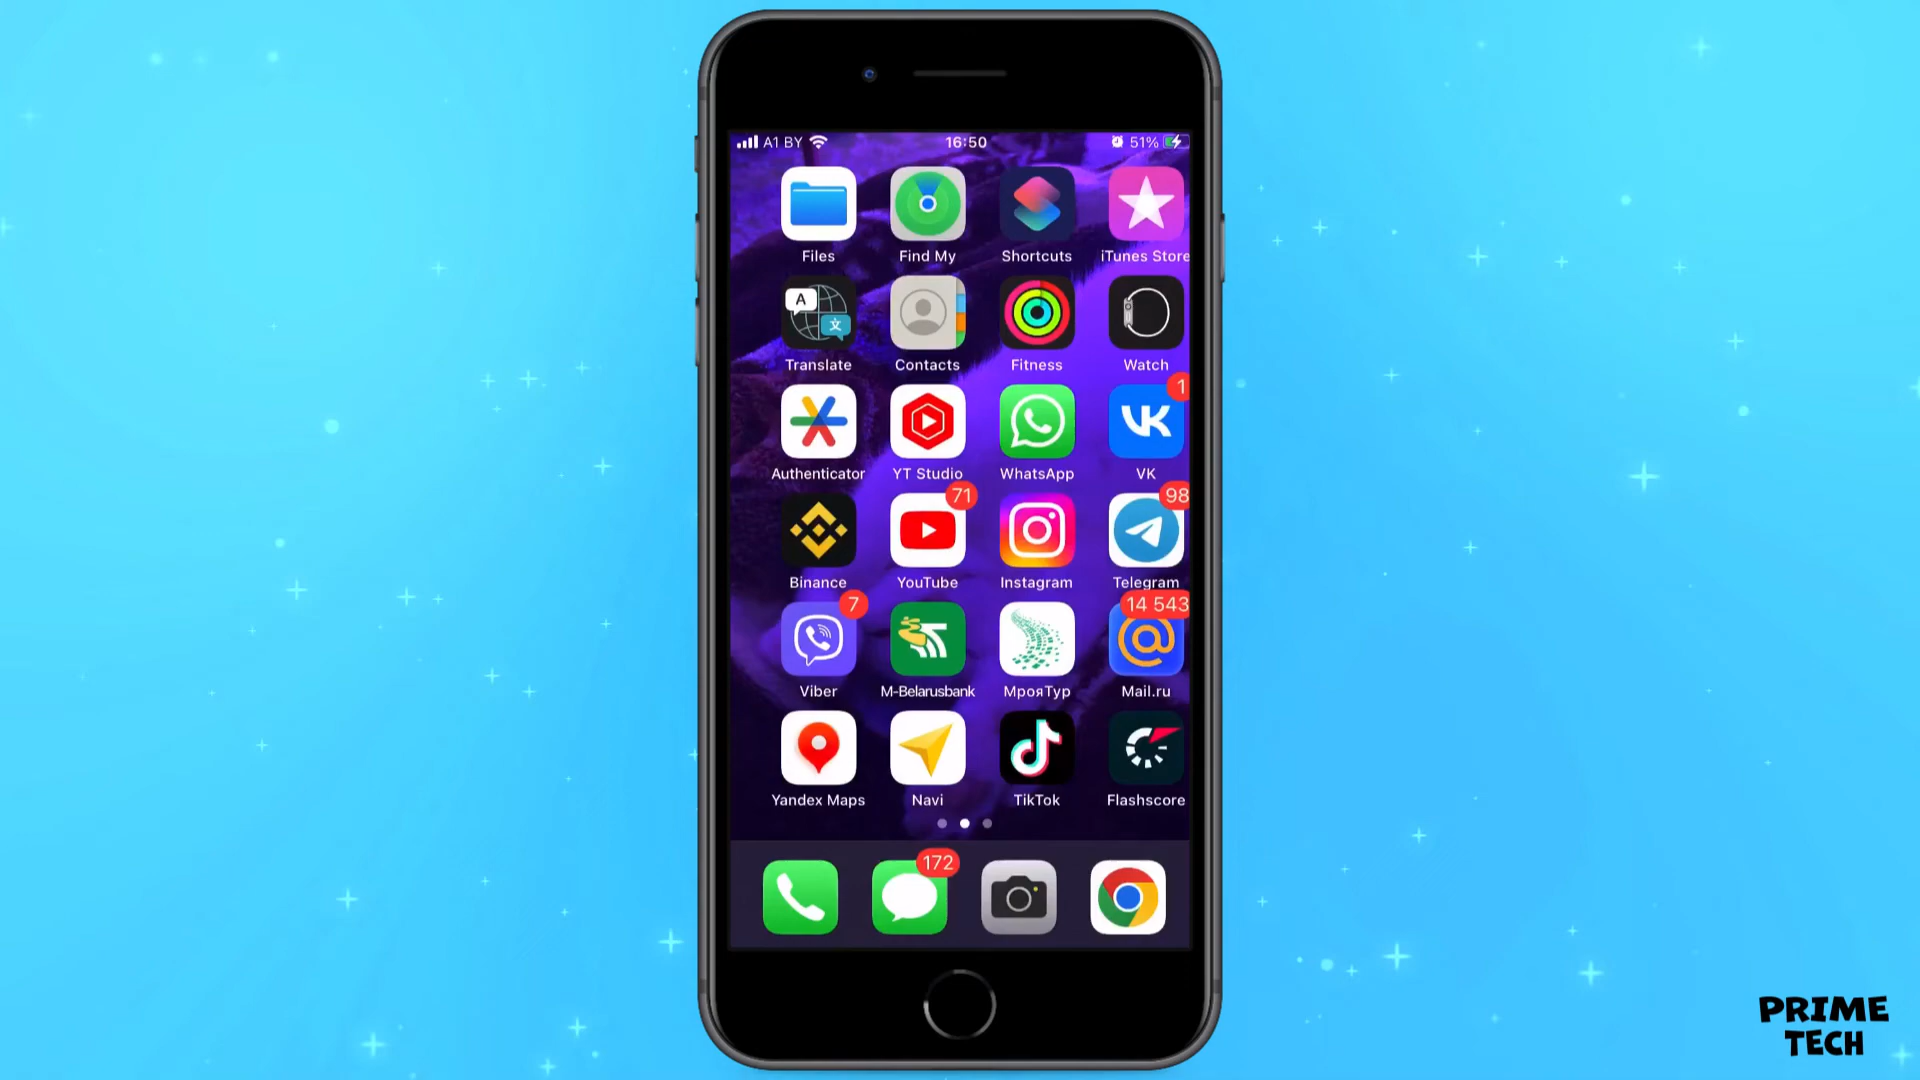 A1 BY 16:50 51%
Files Find My Shortcuts iTunes Store
A 文
Translate Contacts Fitness Watch
1
VK
Authenticator YT Studio WhatsApp VK
71 98
Binance YouTube Instagram Telegram
7 14 543
@
Viber M-Belarusbank МрояТур Mail.ru
Yandex Maps Navi TikTok Flashscore
172
PRIME
TECH